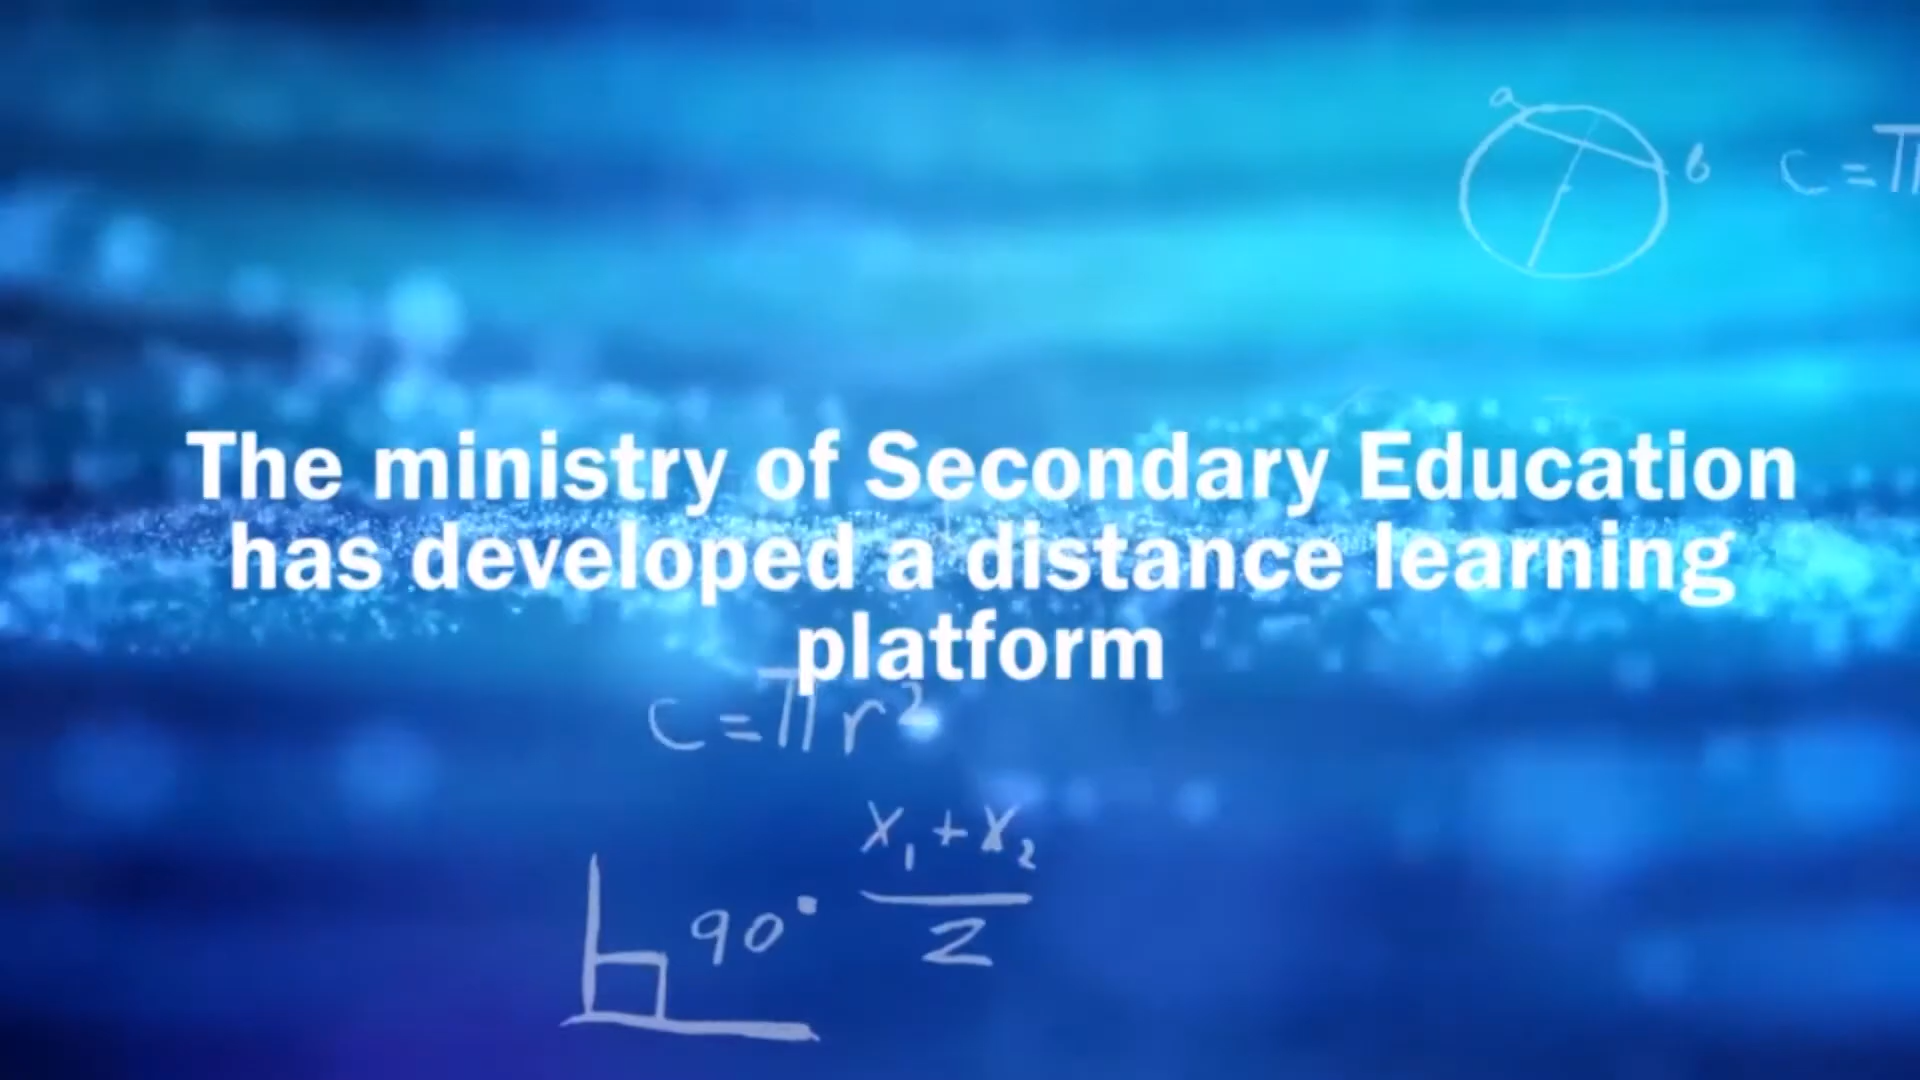 a
b c=π
The ministry of Secondary Education
has developed a distance learning
platform
c=πr²
x₁+x₂
90° 2